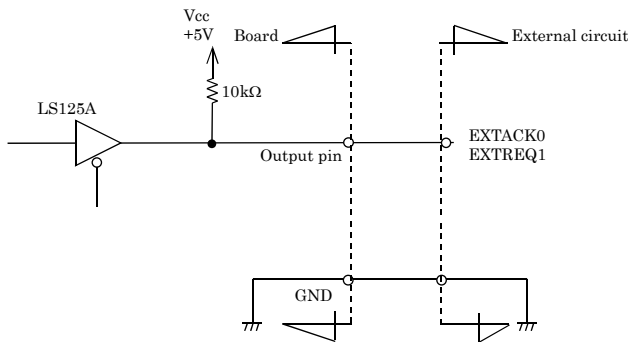 Vcc
+5V
Board
External circuit
10kΩ
LS125A
Output pin
EXTACK0
EXTREQ1
GND